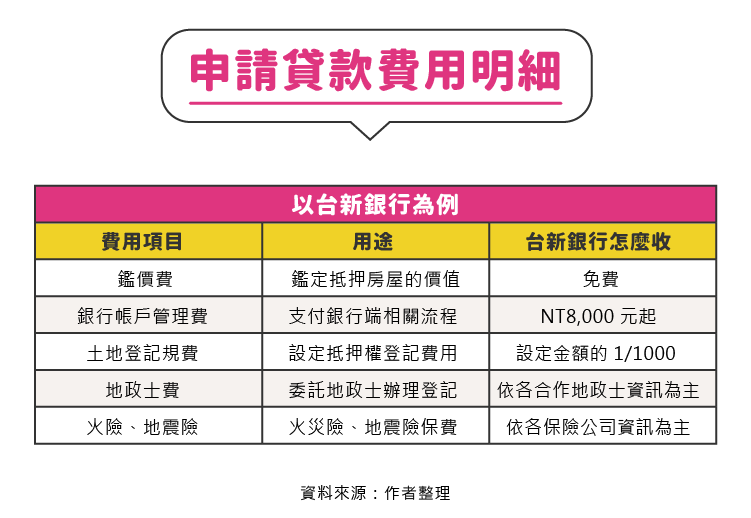 申請貸款費用明細
以台新銀行為例
費用項目 用途 台新銀行怎麼收
鑑價費 鑑定抵押房屋的價值 免費
銀行帳戶管理費 支付銀行端相關流程 NT8,000 元起
土地登記規費 設定抵押權登記費用 設定金額的 1/1000
地政士費 委託地政士辦理登記 依各合作地政士資訊為主
火險、地震險 火災險、地震險保費 依各保險公司資訊為主
資料來源：作者整理